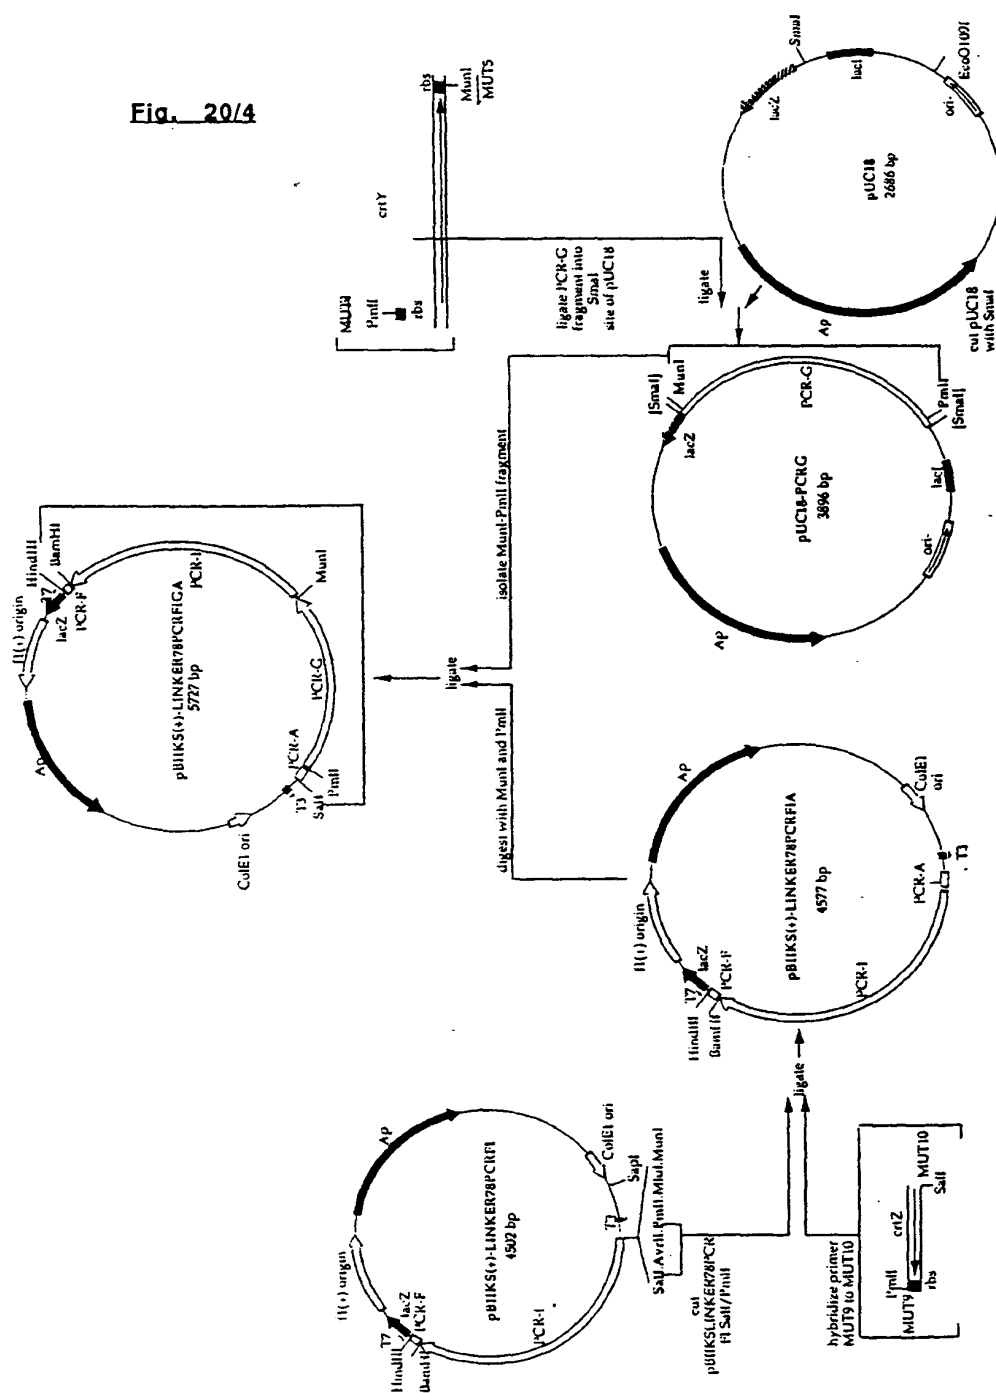 Fig. 20/4
MUT8
PmlI
rbs
crtY
rbs
MunI
MUT5
ligate PCR-G
fragment into
SmaI
site of pUC18
ligate
lacZ
SmaI
lacI
EcoO109I
ori
pUC18
2686 bp
Ap
cut pUC18
with SmaI
[SmaI]
MunI
lacZ
PCR-G
PmlI
[SmaI]
lacI
ori
pUC18-PCRG
3896 bp
Ap
isolate MunI-PmlI fragment
ligate
digest with MunI and PmlI
f1(+) origin
T7
HindIII
BamHI
lacZ
PCR-F
PCR-I
MunI
PCR-G
PCR-A
PmlI
SalI
T3
ColE1 ori
Ap
pBIIKS(+)-LINKER78PCRFIGA
5727 bp
f1(+) origin
Ap
ColE1
ori
T3
PCR-A
PCR-I
PCR-F
lacZ
T7
HindIII
BamHI
pBIIKS(+)-LINKER78PCRFIA
4577 bp
ligate
f1(+) origin
Ap
ColE1 ori
SapI
T3
PCR-I
PCR-F
lacZ
T7
HindIII
BamHI
pBIIKS(+)-LINKER78PCRFI
4502 bp
SalI.AvrII.PmlI.MluI.MunI
cut
pBIIKSLINKER78PCR
FI SalI/PmlI
hybridize primer
MUT9 to MUT10
PmlI
MUT9
rbs
crtZ
MUT10
SalI